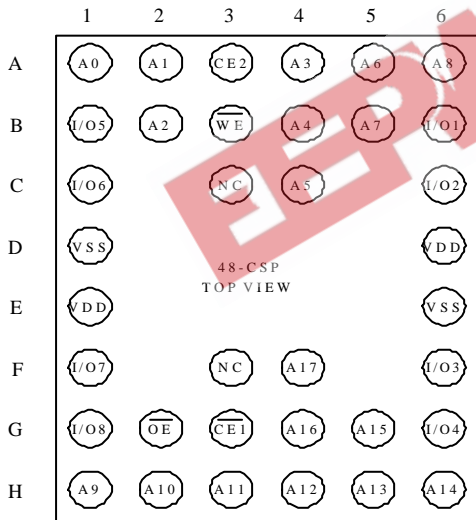 1 2 3 4 5 6
A A0 A1 CE2 A3 A6 A8
B I/O5 A2 WE A4 A7 I/O1
C I/O6 NC A5 I/O2
D VSS VDD
48-CSP
TOP VIEW
E VDD VSS
F I/O7 NC A17 I/O3
G I/O8 OE CE1 A16 A15 I/O4
H A9 A10 A11 A12 A13 A14